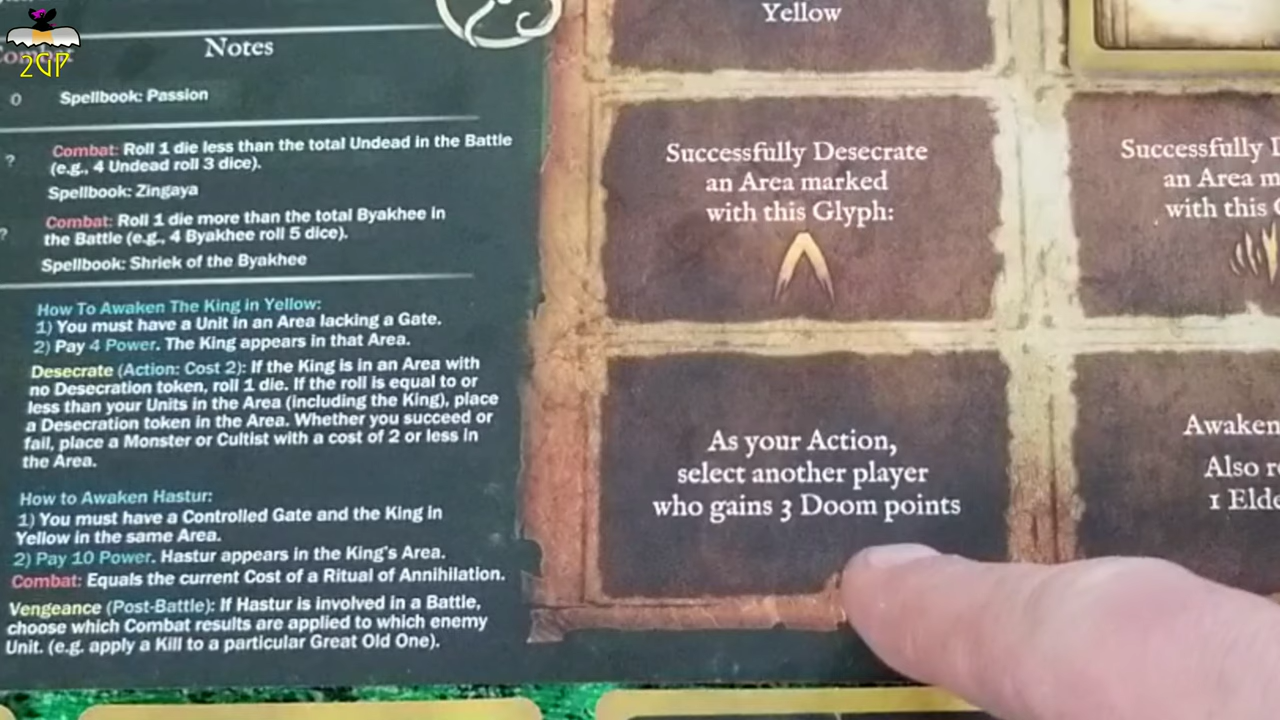 2GP
Combat
Notes
0
Spellbook: Passion
?
Combat: Roll 1 die less than the total Undead in the Battle
(e.g., 4 Undead roll 3 dice).
Spellbook: Zingaya
?
Combat: Roll 1 die more than the total Byakhee in
the Battle (e.g., 4 Byakhee roll 5 dice).
Spellbook: Shriek of the Byakhee
How To Awaken The King in Yellow:
1) You must have a Unit in an Area lacking a Gate.
2) Pay 4 Power. The King appears in that Area.
Desecrate (Action: Cost 2): If the King is in an Area with
no Desecration token, roll 1 die. If the roll is equal to or
less than your Units in the Area (including the King), place
a Desecration token in the Area. Whether you succeed or
fail, place a Monster or Cultist with a cost of 2 or less in
the Area.
How to Awaken Hastur:
1) You must have a Controlled Gate and the King in
Yellow in the same Area.
2) Pay 10 Power. Hastur appears in the King's Area.
Combat: Equals the current Cost of a Ritual of Annihilation.
Vengeance (Post-Battle): If Hastur is involved in a Battle,
choose which Combat results are applied to which enemy
Unit. (e.g. apply a Kill to a particular Great Old One).
Yellow
Successfully Desecrate
an Area marked
with this Glyph:
As your Action,
select another player
who gains 3 Doom points
Successfully
an Area
with this
Awaken
Also
1